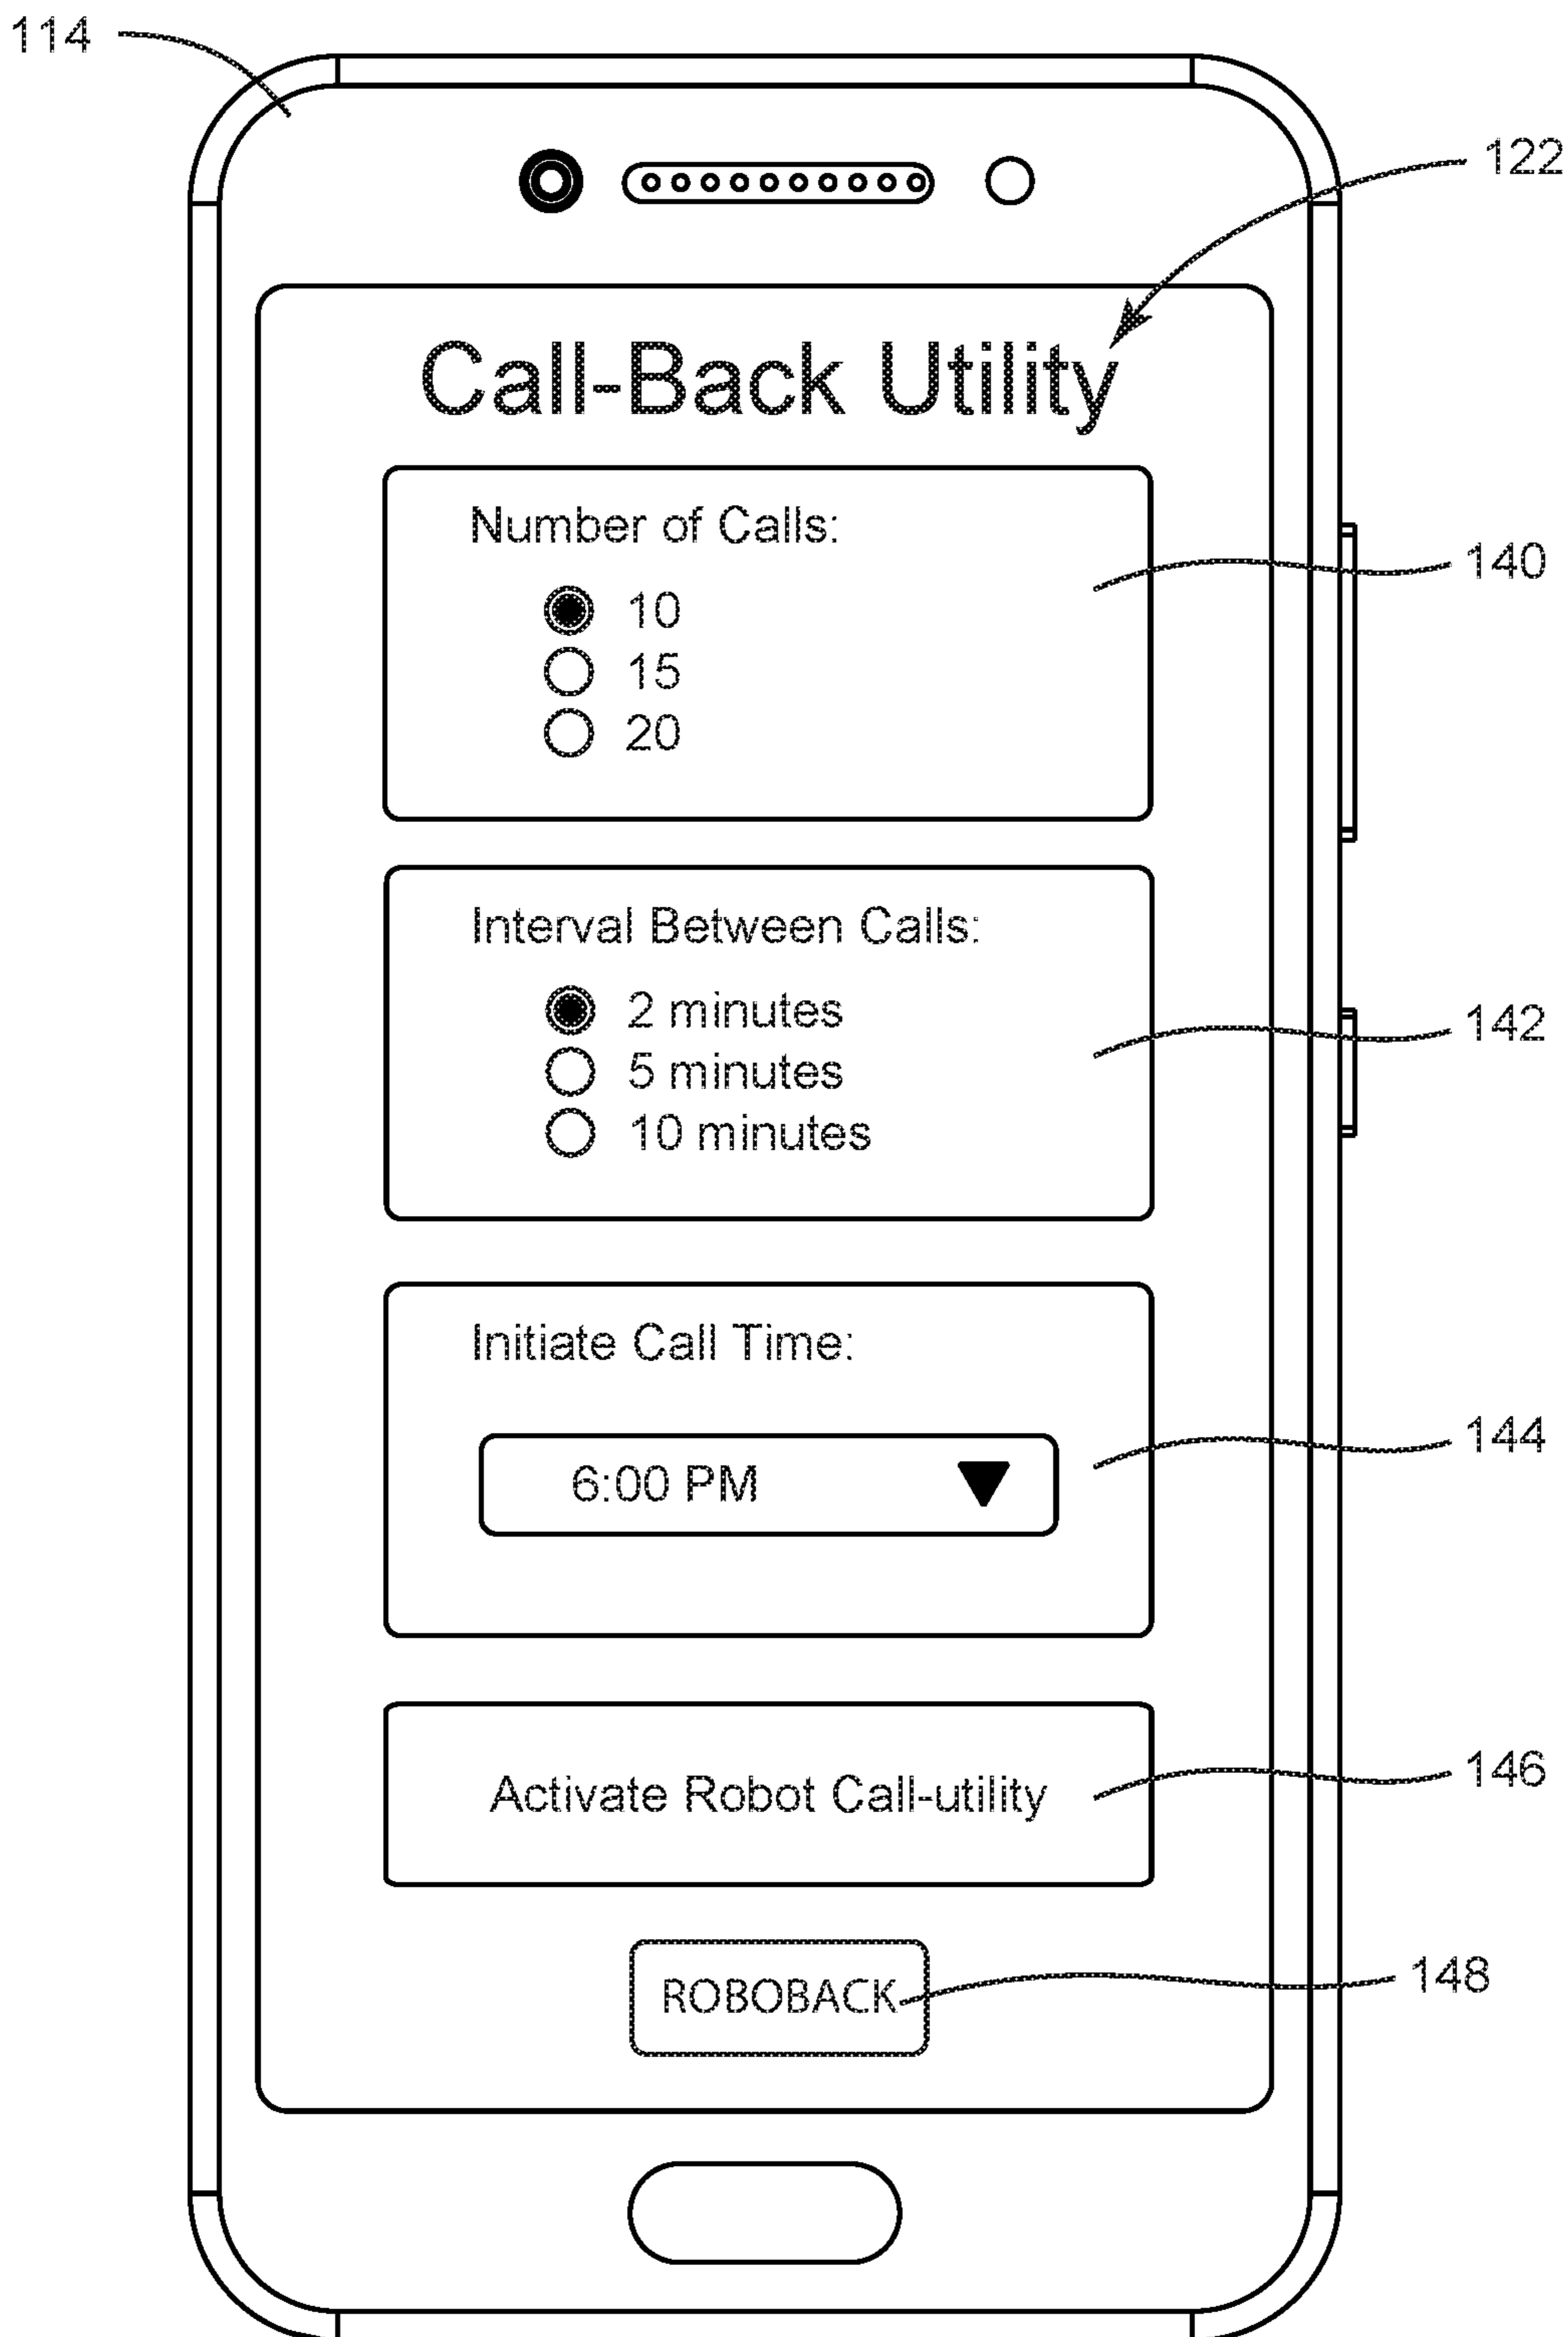 114
122
Call-Back Utility
Number of Calls:
10
15
20
140
Interval Between Calls:
2 minutes
5 minutes
10 minutes
142
Initiate Call Time:
6:00 PM
144
Activate Robot Call-utility
146
ROBOBACK
148